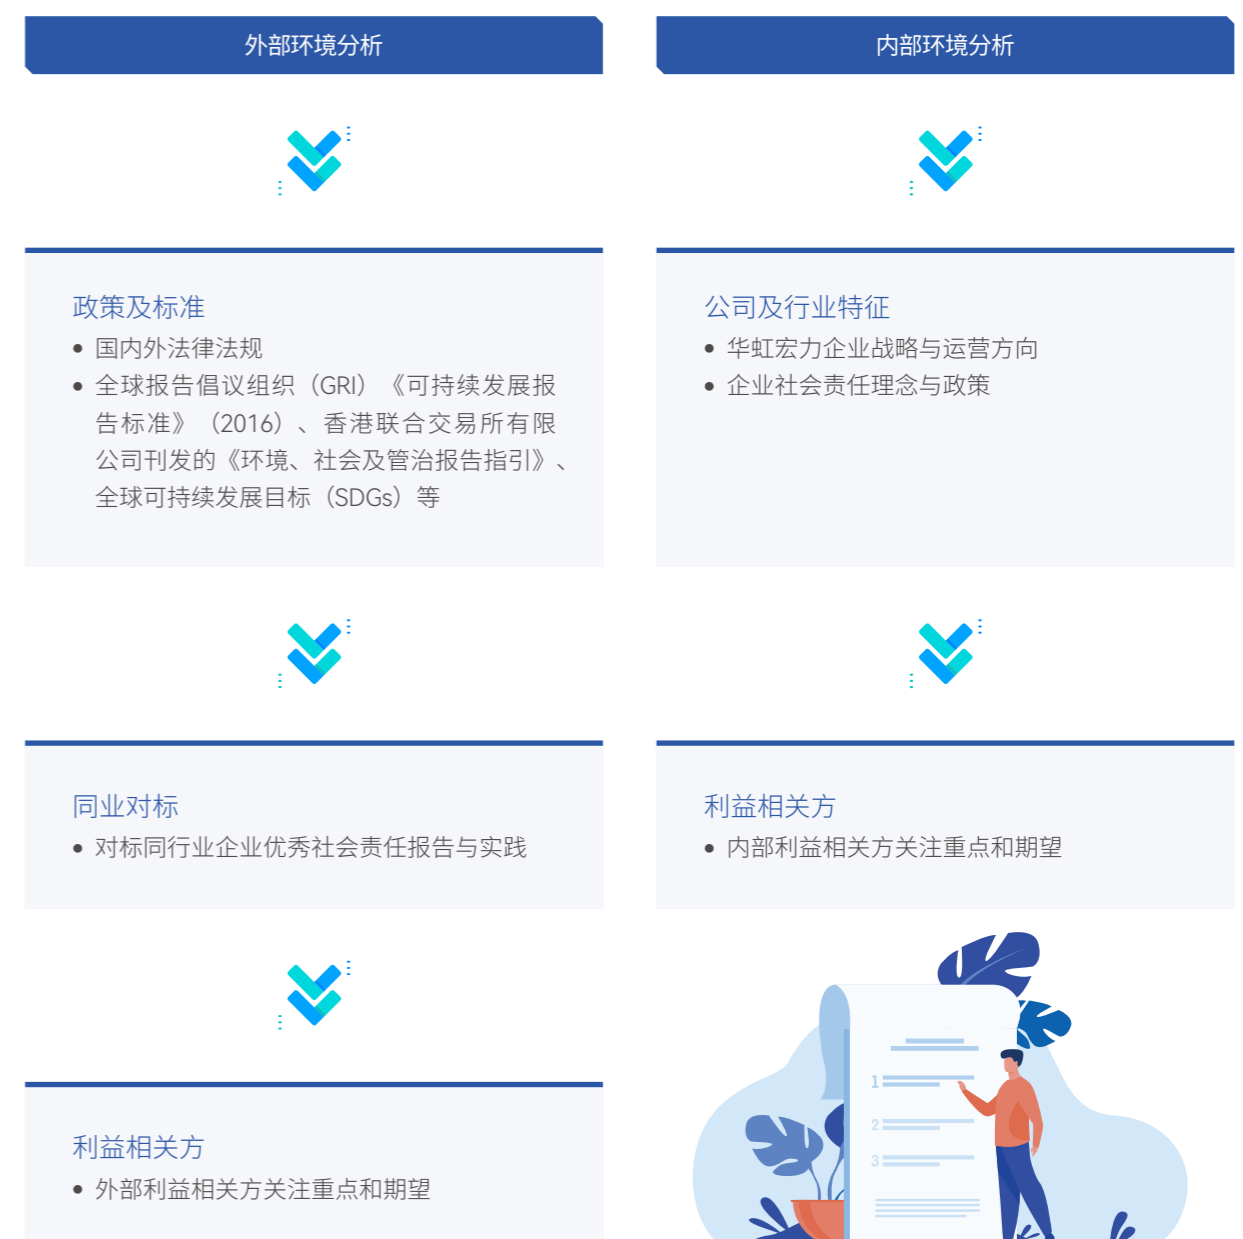 外部环境分析
政策及标准
• 国内外法律法规
• 全球报告倡议组织（GRI）《可持续发展报
告标准》（2016）、香港联合交易所有限
公司刊发的《环境、社会及管治报告指引》、
全球可持续发展目标（SDGs）等
同业对标
• 对标同行业企业优秀社会责任报告与实践
利益相关方
• 外部利益相关方关注重点和期望
内部环境分析
公司及行业特征
• 华虹宏力企业战略与运营方向
• 企业社会责任理念与政策
利益相关方
• 内部利益相关方关注重点和期望
1
2
3